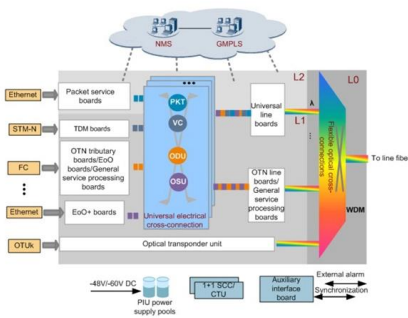 NMS
GMPLS
L2
L0
L1
Ethernet
Packet service
boards
STM-N
TDM boards
FC
OTN tributary
boards/EoO
boards/General
service processing
boards
Ethernet
EoO+ boards
OTUk
Optical transponder unit
PKT
VC
ODU
OSU
Universal electrical
cross-connection
Universal
line boards
OTN line
boards/
General
service
processing
boards
λ
Flexible optical cross-
connections
WDM
To line fibe
-48V/-60V DC
PIU power
supply pools
1+1 SCC/
CTU
Auxiliary
interface
board
External alarm
Synchronization